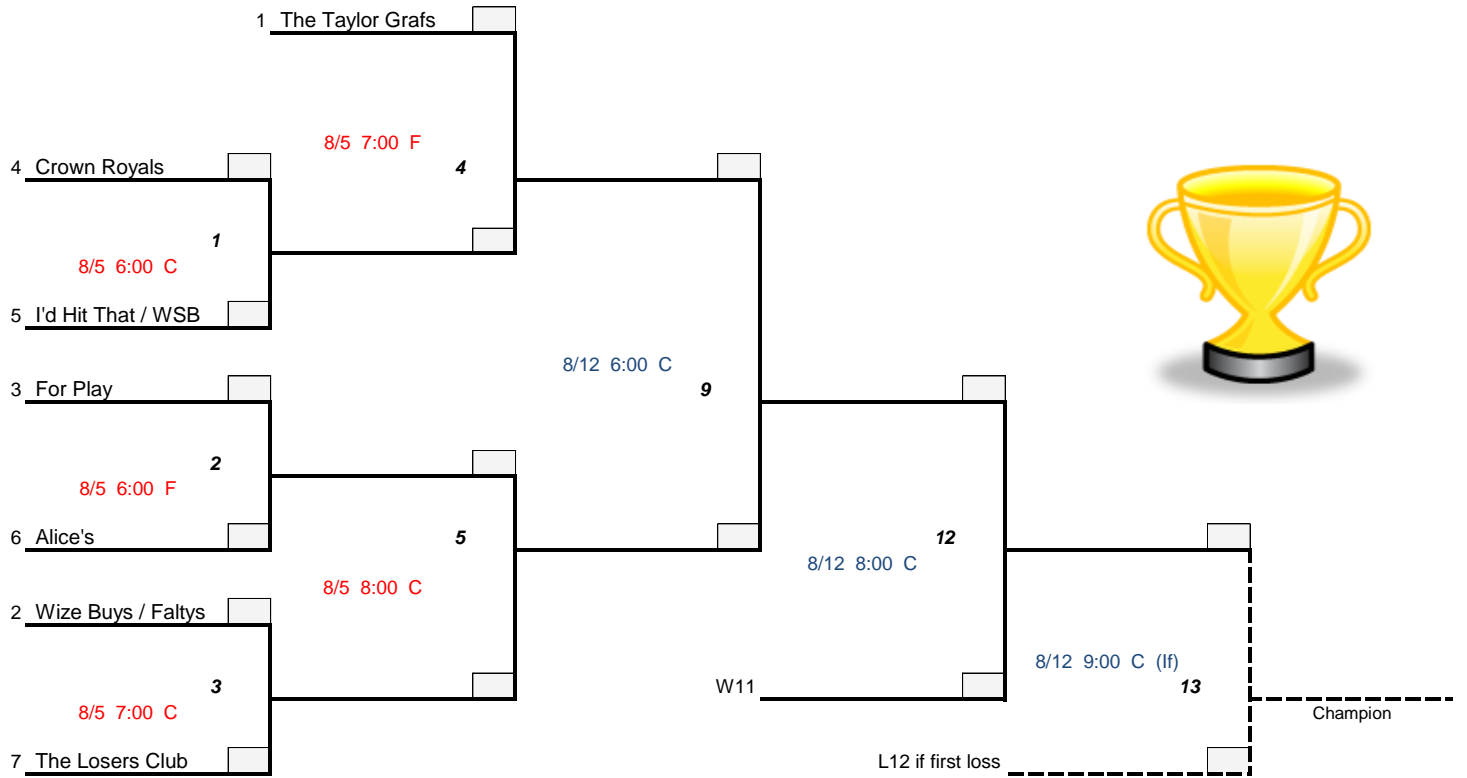 1 The Taylor Grafs
8/5 7:00 F
4 Crown Royals
4
1
8/5 6:00 C
5 I'd Hit That / WSB
8/12 6:00 C
3 For Play
9
2
8/5 6:00 F
6 Alice's
5
12
8/12 8:00 C
8/5 8:00 C
2 Wize Buys / Faltys
8/12 9:00 C (If)
3
W11
13
8/5 7:00 C
Champion
7 The Losers Club
L12 if first loss